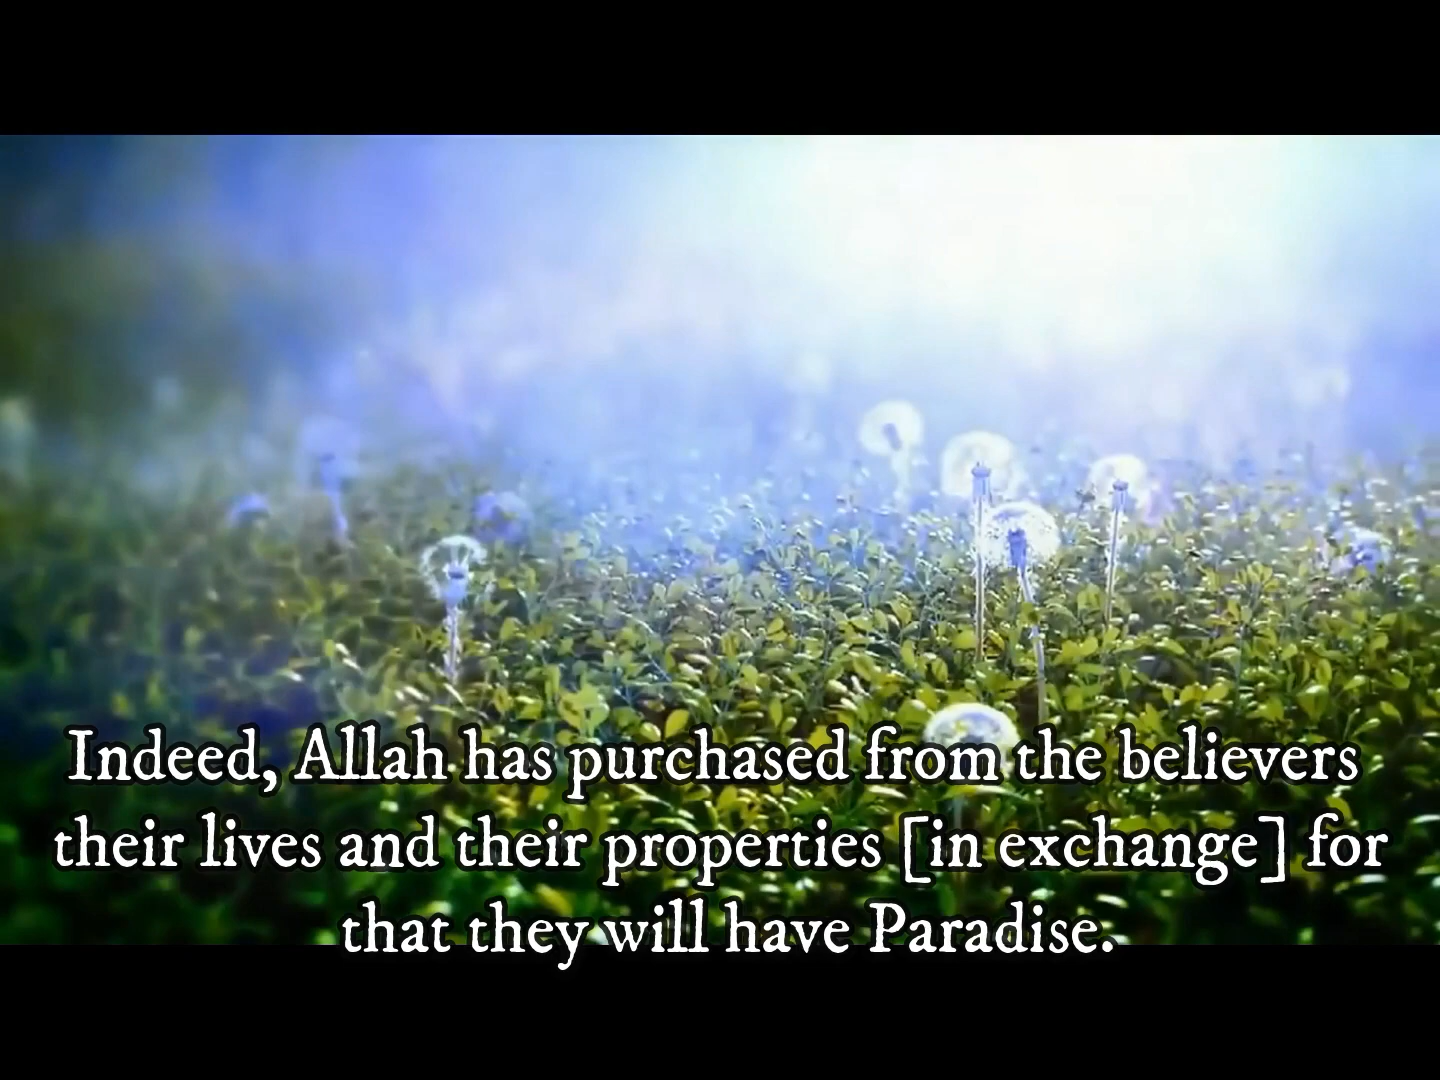 Indeed, Allah has purchased from the believers
their lives and their properties [in exchange] for
that they will have Paradise.